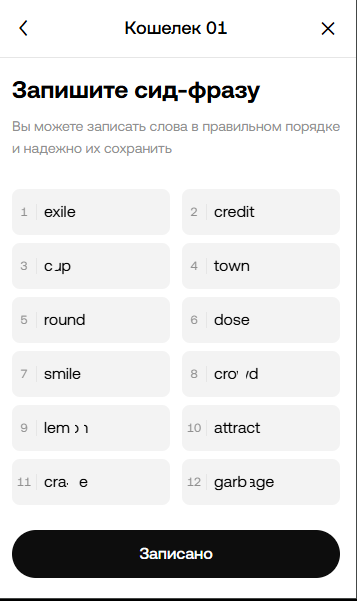 Кошелек 01
Запишите сид-фразу
Вы можете записать слова в правильном порядке
и надежно их сохранить
1 exile
2 credit
3 cup
4 town
5 round
6 dose
7 smile
8 crowd
9 lemon
10 attract
11
12 garbage
Записано